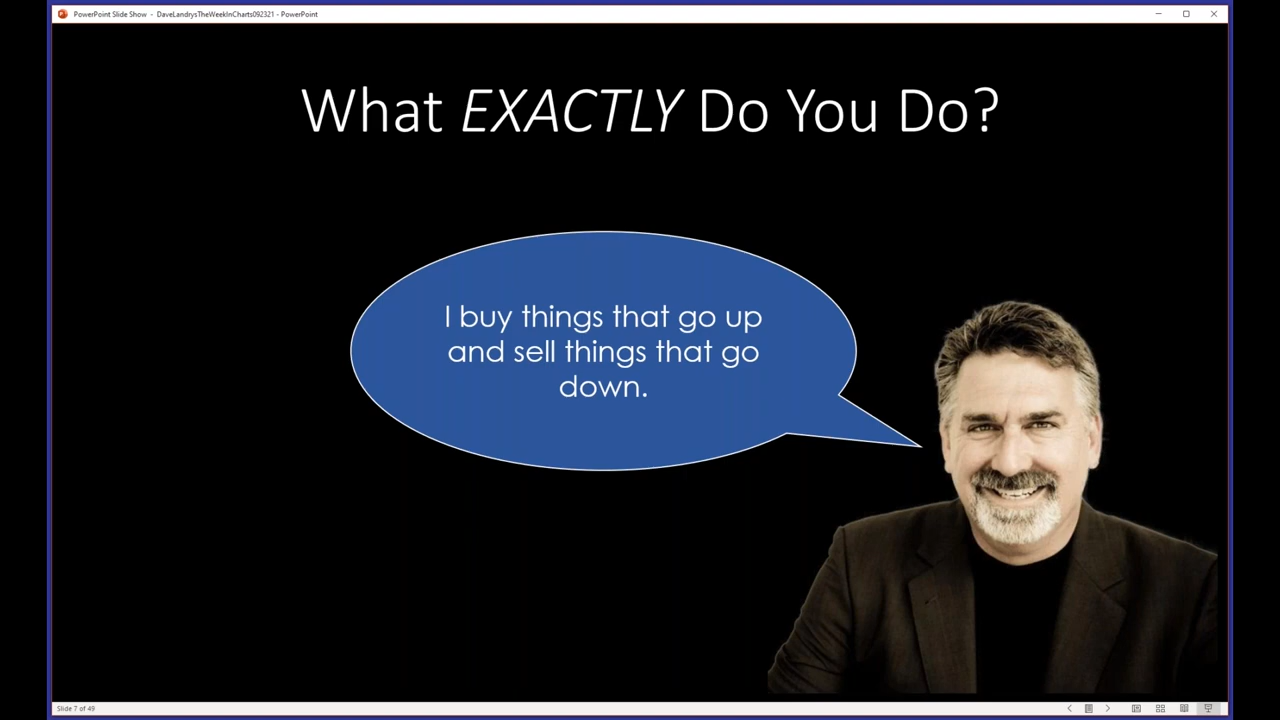 PowerPoint Slide Show - DaveLandrysTheWeekInCharts092321 - PowerPoint
What EXACTLY Do You Do?
I buy things that go up
and sell things that go
down.
Slide 7 of 49